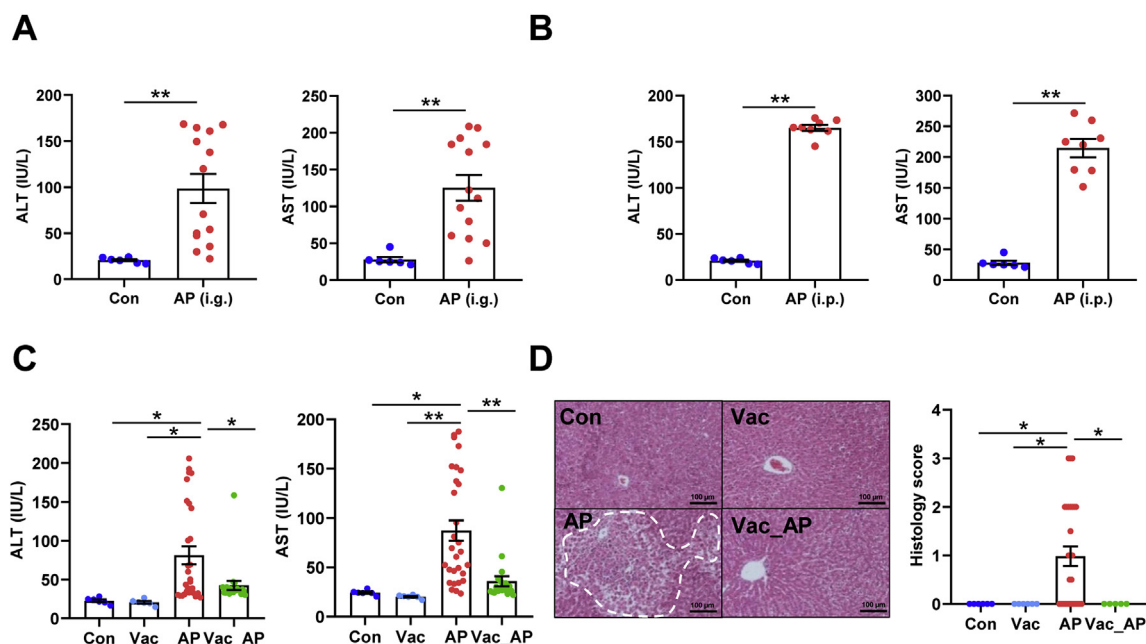 A
ALT (IU/L)
200
150
100
50
0
**
Con
AP (i.g.)
AST (IU/L)
200
150
100
50
0
**
Con
AP (i.g.)
B
ALT (IU/L)
200
150
100
50
0
**
Con
AP (i.p.)
AST (IU/L)
300
250
200
150
100
50
0
**
Con
AP (i.p.)
C
ALT (IU/L)
250
200
150
100
50
0
*
*
*
Con Vac AP Vac_AP
AST (IU/L)
200
150
100
50
0
*
**
**
Con Vac AP Vac_AP
D
Con
100 μm
Vac
100 μm
AP
100 μm
Vac_AP
100 μm
Histology score
4
3
2
1
0
*
*
*
Con Vac AP Vac_AP